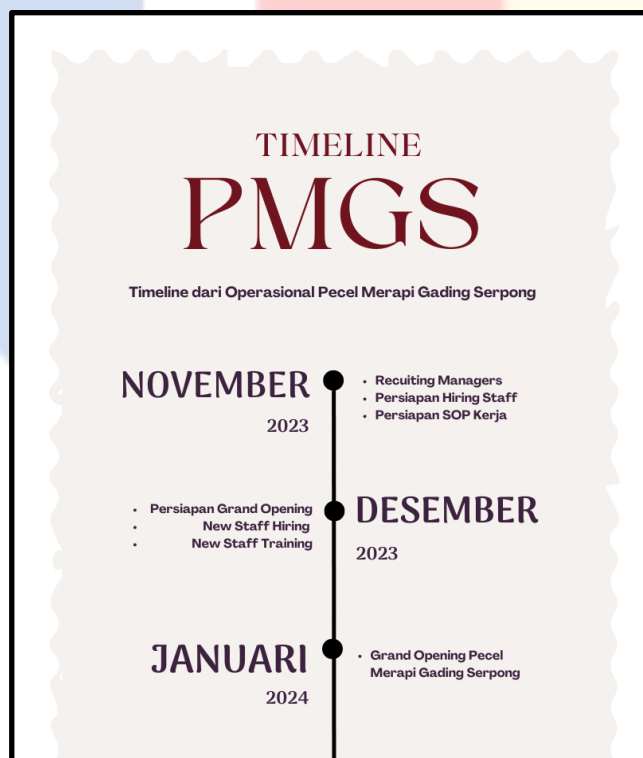 TIMELINE
PMGS
Timeline dari Operasional Pecel Merapi Gading Serpong
NOVEMBER
2023
• Recuiting Managers
• Persiapan Hiring Staff
• Persiapan SOP Kerja
• Persiapan Grand Opening
• New Staff Hiring
• New Staff Training
DESEMBER
2023
JANUARI
2024
• Grand Opening Pecel
Merapi Gading Serpong